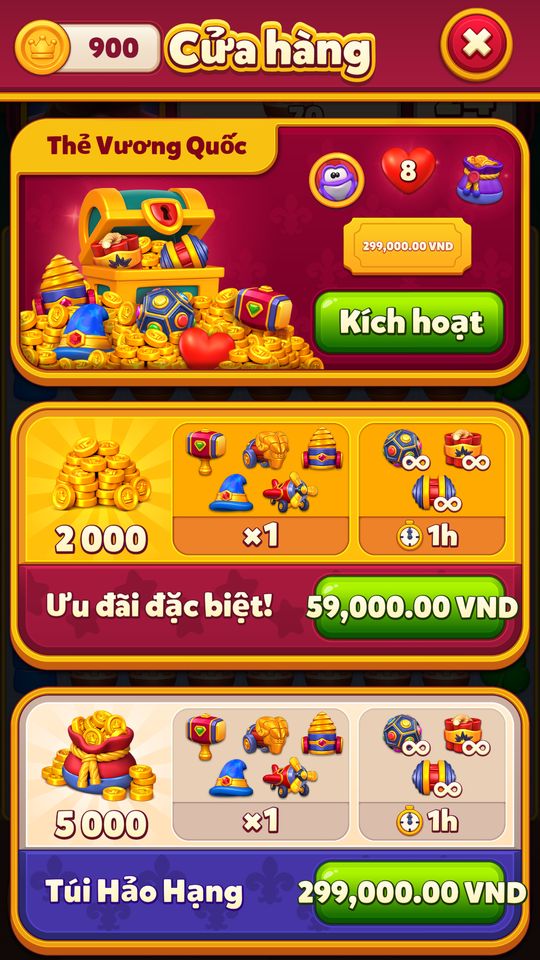 900
Cửa hàng
Thẻ Vương Quốc
8
299,000.00 VND
Kích hoạt
2 000
×1
1h
Ưu đãi đặc biệt!
59,000.00 VND
5 000
×1
1h
Túi Hảo Hạng
299,000.00 VND